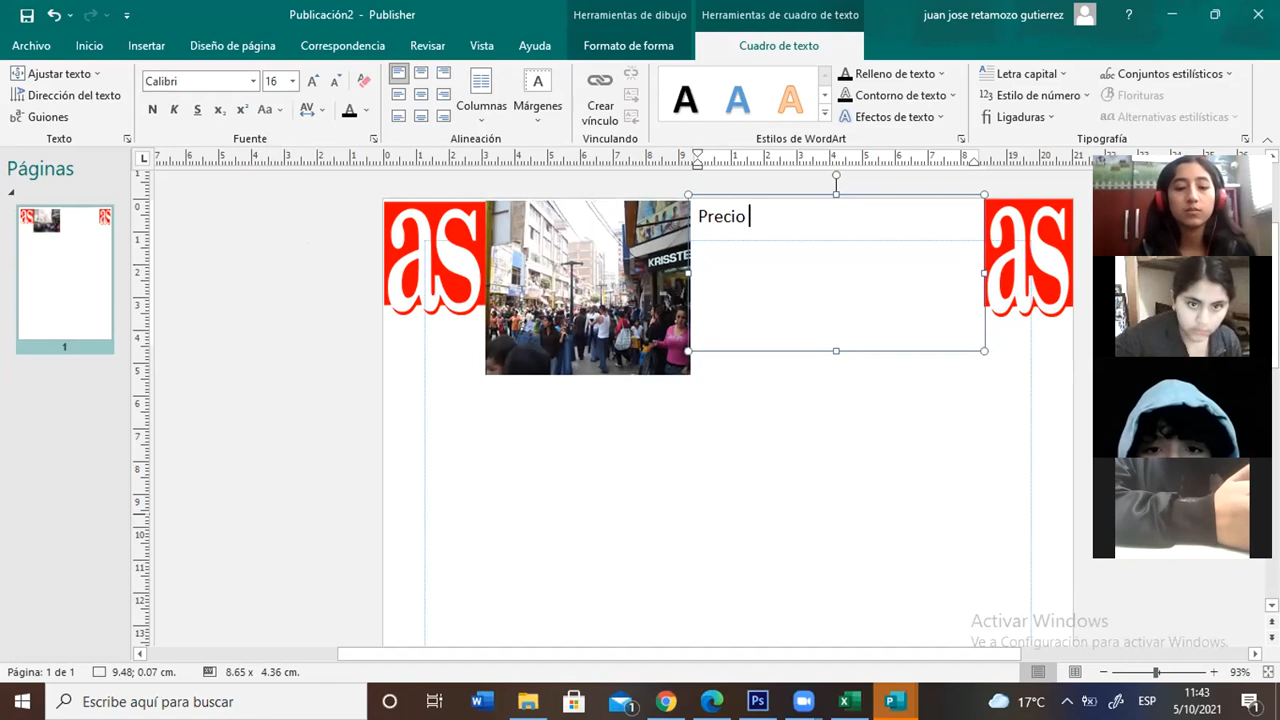 Publicación2 - Publisher
Herramientas de dibujo
Herramientas de cuadro de texto
juan jose retamozo gutierrez
?
Archivo
Inicio
Insertar
Diseño de página
Correspondencia
Revisar
Vista
Ayuda
Formato de forma
Cuadro de texto
Ajustar texto
Dirección del texto
Guiones
Texto
Calibri
16
N K S x² x₂ Aa AV A
Fuente
Columnas
Márgenes
Alineación
Crear vínculo
Vinculando
A A A
Estilos de WordArt
Relleno de texto
Contorno de texto
Efectos de texto
Letra capital
Estilo de número
Ligaduras
Conjuntos estilísticos
Florituras
Alternativas estilísticas
Tipografía
Páginas
1
as
KRISSTE
Precio
as
Activar Windows
Ve a Configuración para activar Windows.
Página: 1 de 1
9.48; 0.07 cm.
8.65 x 4.36 cm.
93%
Escribe aquí para buscar
17°C
ESP
11:43
5/10/2021